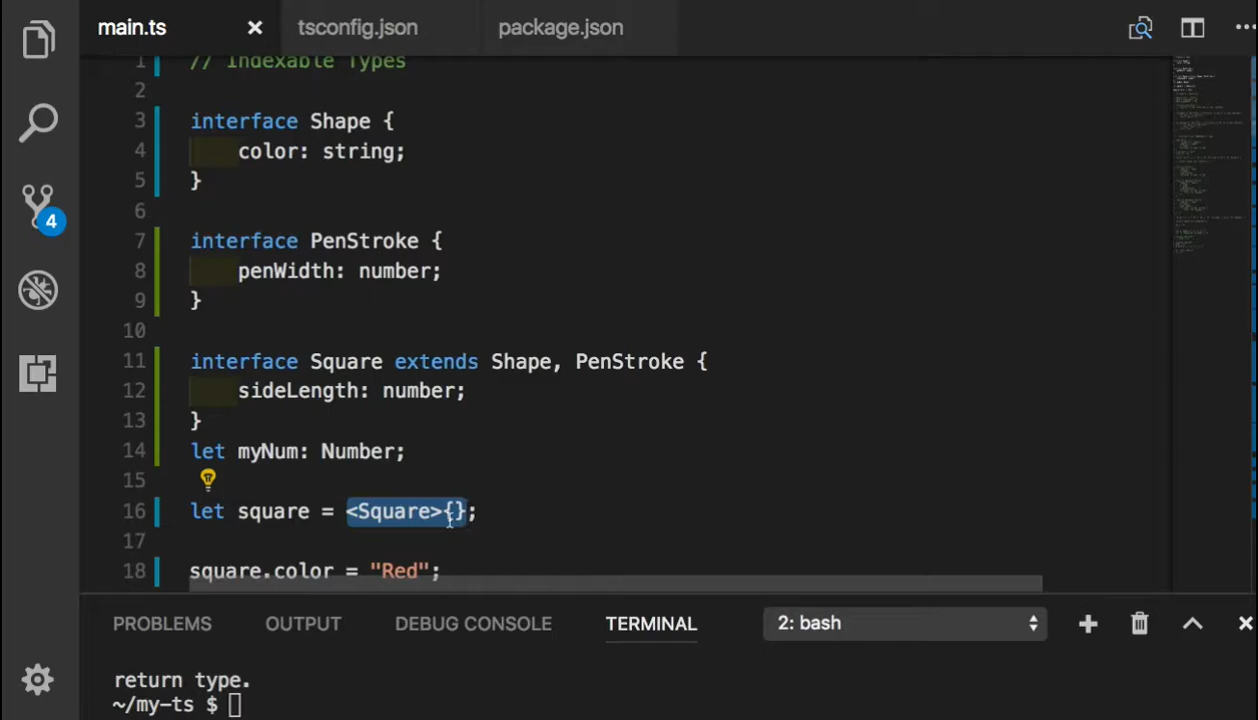 main.ts tsconfig.json package.json
1 // Indexable Types
2
3 interface Shape {
4 color: string;
5 }
6
7 interface PenStroke {
8 penWidth: number;
9 }
10
11 interface Square extends Shape, PenStroke {
12 sideLength: number;
13 }
14 let myNum: Number;
15
16 let square = <Square>{};
17
18 square.color = "Red";
4
PROBLEMS OUTPUT DEBUG CONSOLE TERMINAL 2: bash
return type.
~/my-ts $